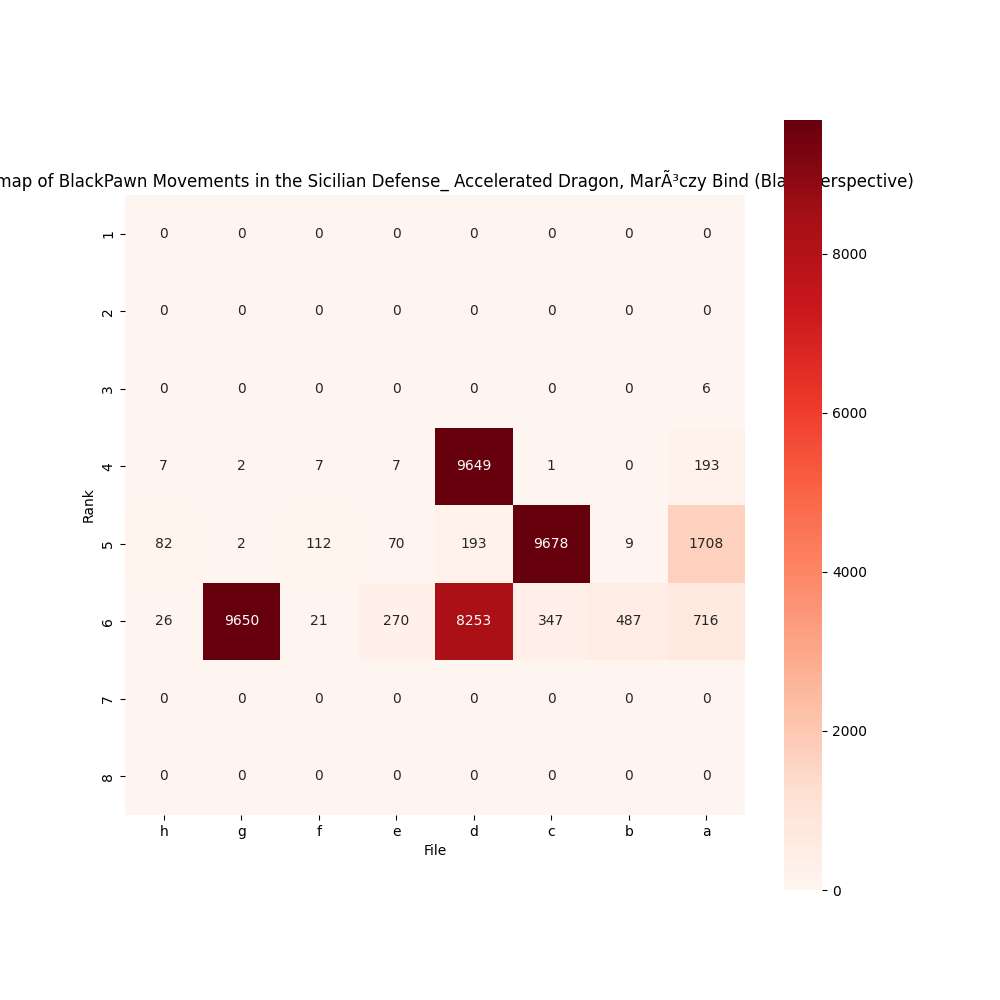 map of BlackPawn Movements in the Sicilian Defense_ Accelerated Dragon, MarÃ³czy Bind (Bla erspective)
1 0 0 0 0 0 0 0 0
2 0 0 0 0 0 0 0 0
3 0 0 0 0 0 0 0 6
4 7 2 7 7 9649 1 0 193
5 82 2 112 70 193 9678 9 1708
6 26 9650 21 270 8253 347 487 716
7 0 0 0 0 0 0 0 0
8 0 0 0 0 0 0 0 0
h g f e d c b a
File
Rank
8000
6000
4000
2000
0